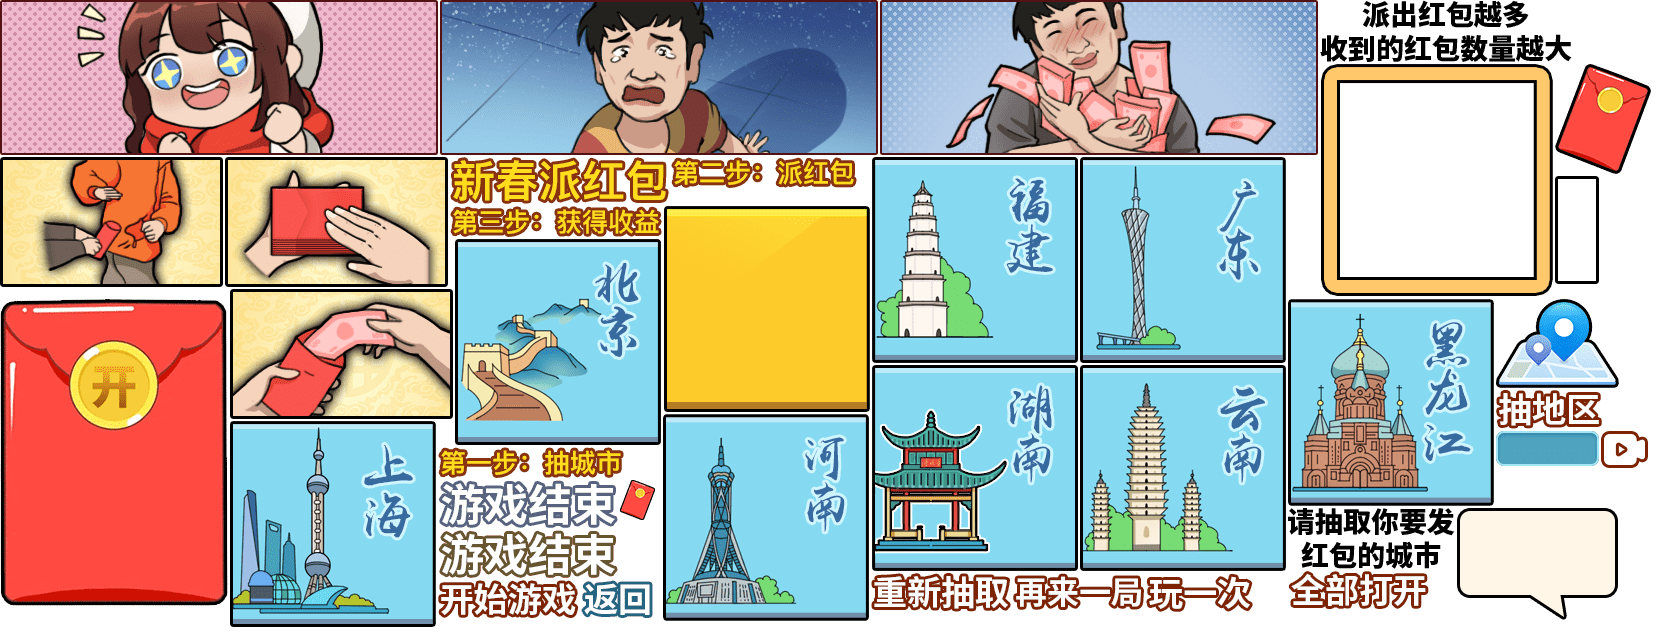 派出红包越多
收到的红包数量越大
新春派红包
第二步：派红包
第三步：获得收益
福建
广东
北京
开
黑龙江
抽地区
湖南
云南
上海
河南
第一步：抽城市
游戏结束
游戏结束
开始游戏
返回
请抽取你要发
红包的城市
重新抽取
再来一局
玩一次
全部打开